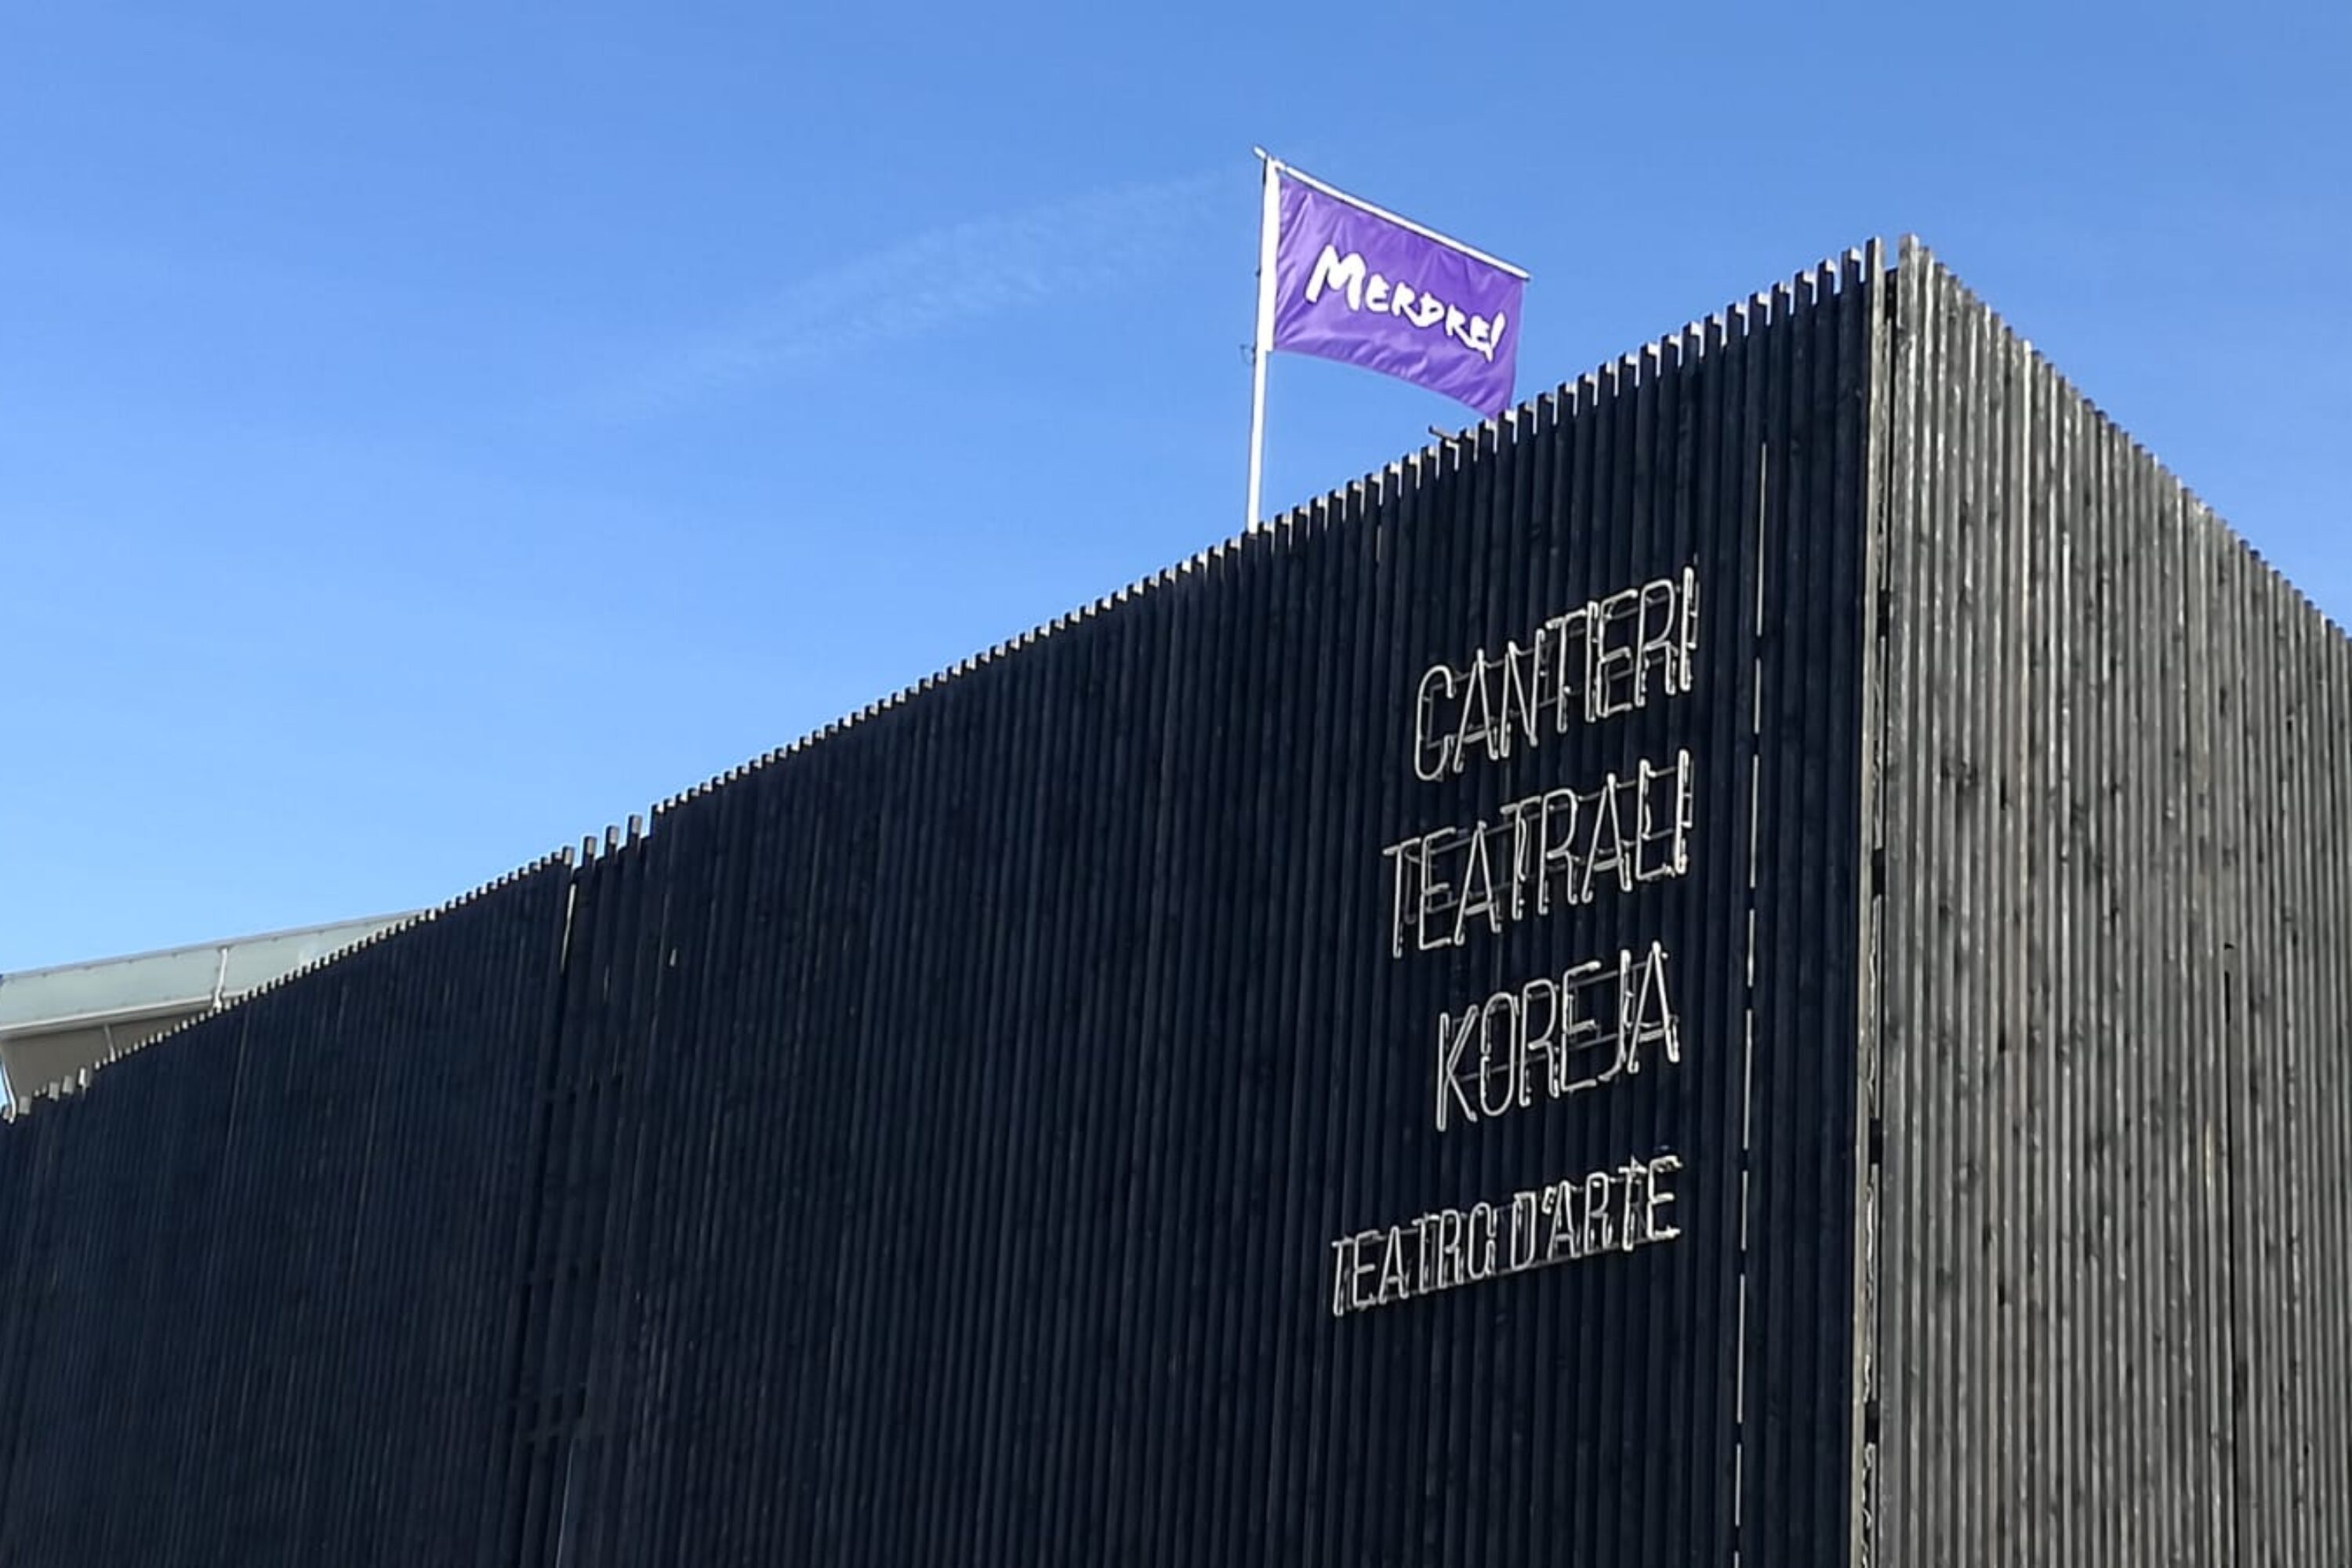 MERDRE!
CANTIERI
TEATRALI
KOREJA
TEATRO D'ARTE